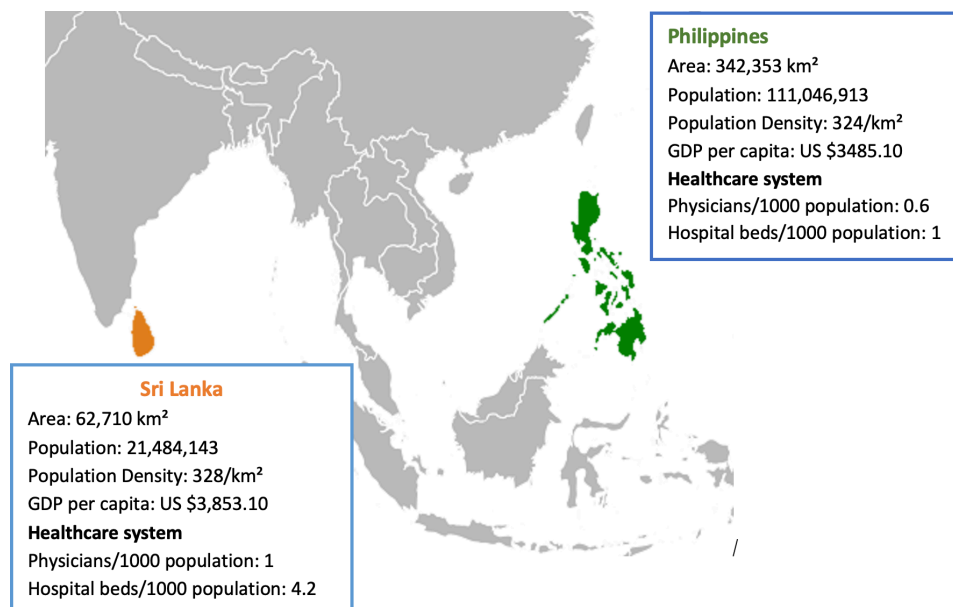 Philippines
Area: 342,353 km²
Population: 111,046,913
Population Density: 324/km²
GDP per capita: US $3485.10
Healthcare system
Physicians/1000 population: 0.6
Hospital beds/1000 population: 1
Sri Lanka
Area: 62,710 km²
Population: 21,484,143
Population Density: 328/km²
GDP per capita: US $3,853.10
Healthcare system
Physicians/1000 population: 1
Hospital beds/1000 population: 4.2
/